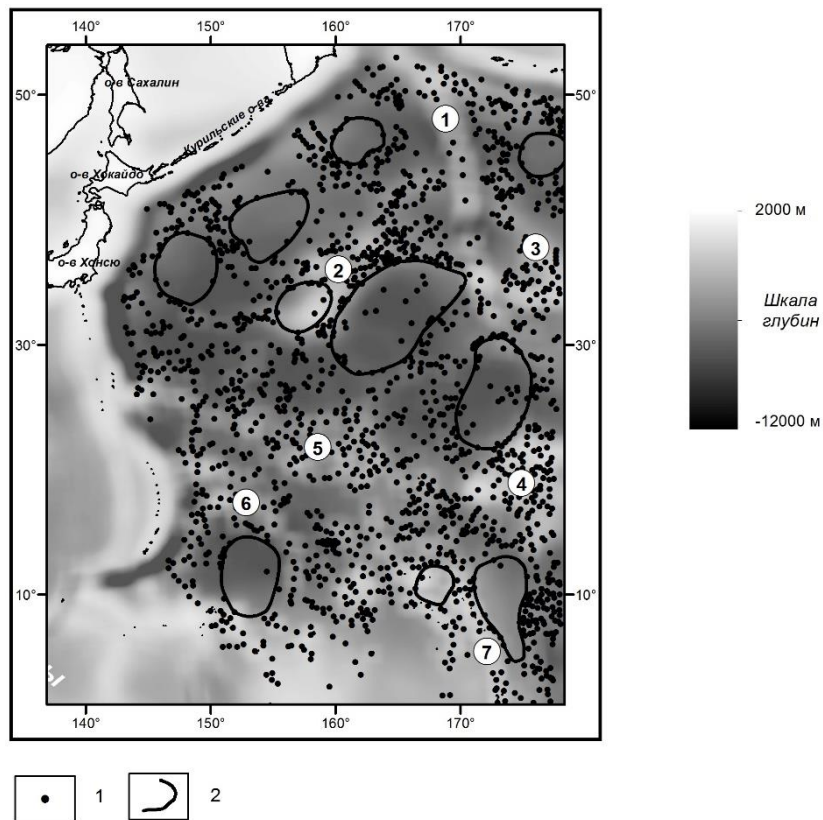 140° 150° 160° 170°
50° 50°
о-в Сахалин
1
Курильские о-ва
о-в Хоккайдо
3
2000 м
2
о-в Хонсю
Шкала
глубин
30° 30°
-12000 м
5
4
6
10° 10°
7
Ы
140° 150° 160° 170°
1 2